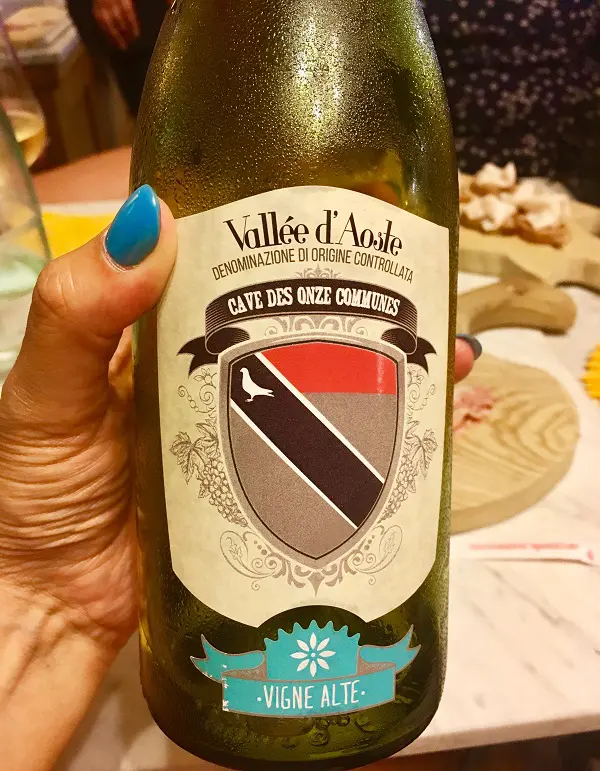 Vallée d'Aoste
DENOMINAZIONE DI ORIGINE CONTROLLATA
CAVE DES ONZE COMMUNES
·VIGNE ALTE·